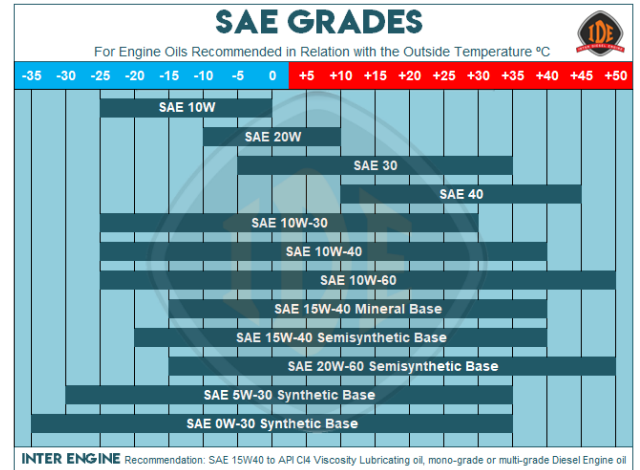 SAE GRADES
IDE
For Engine Oils Recommended in Relation with the Outside Temperature ºC
-35 -30 -25 -20 -15 -10 -5 0 +5 +10 +15 +20 +25 +30 +35 +40 +45 +50
SAE 10W
SAE 20W
SAE 30
SAE 40
SAE 10W-30
SAE 10W-40
SAE 10W-60
SAE 15W-40 Mineral Base
SAE 15W-40 Semisynthetic Base
SAE 20W-60 Semisynthetic Base
SAE 5W-30 Synthetic Base
SAE 0W-30 Synthetic Base
IDE
INTER ENGINE Recommendation: SAE 15W40 to API CI4 Viscosity Lubricating oil, mono-grade or multi-grade Diesel Engine oil